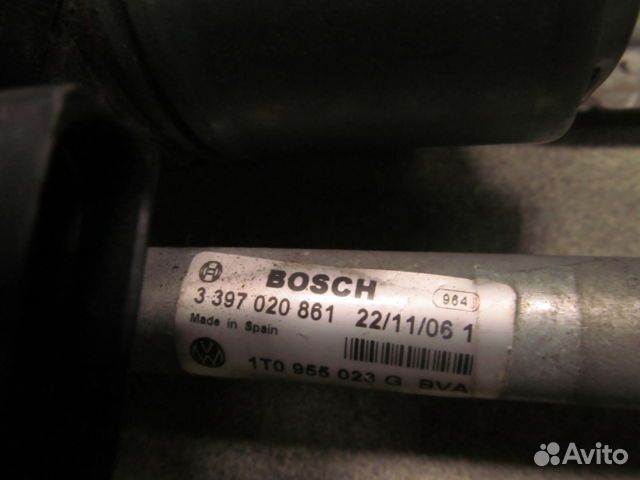 BOSCH 964
3 397 020 861 22/11/06 1
Made in Spain
1T0 955 023 G BVA
Avito